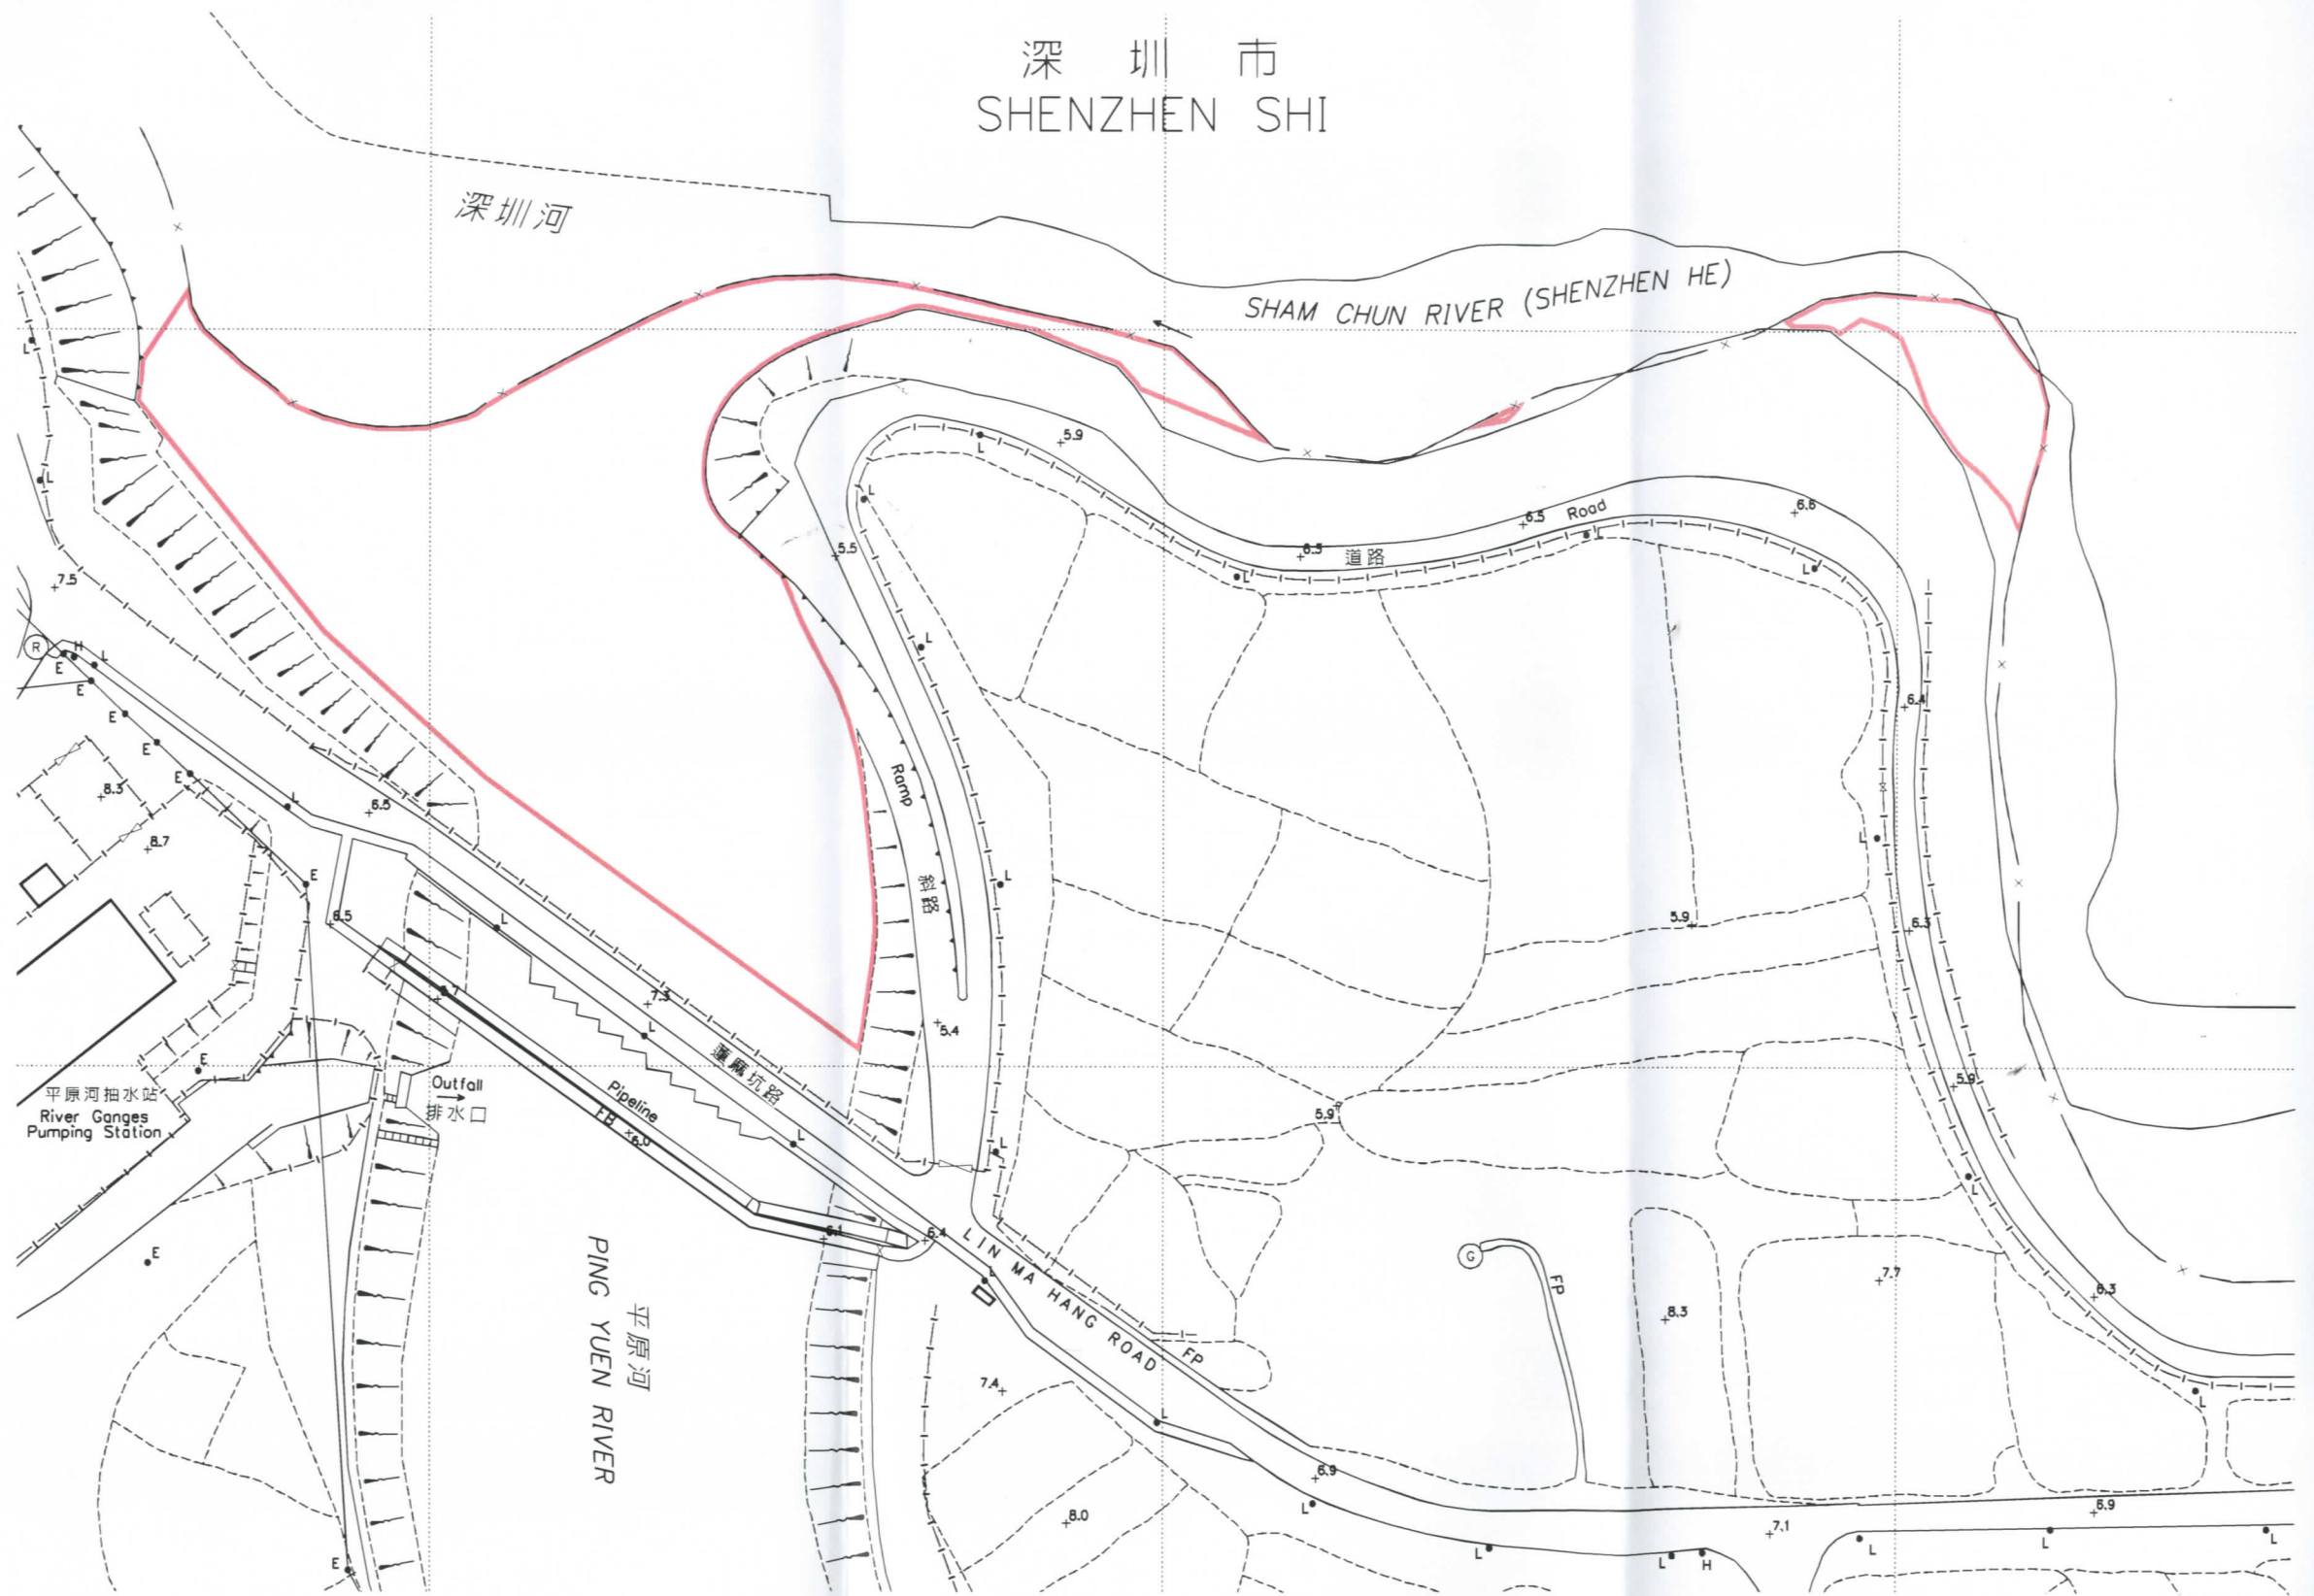 深圳市
SHENZHEN SHI
深圳河
SHAM CHUN RIVER (SHENZHEN HE)
L
L
L
5.9
L
5.5
6.5
Road
6.6
6.3
道路
L
L
L
7.5
R
H
L
E
E
E
E
E
L
6.4
8.3
8.7
6.5
L
Ramp
斜路
L
L
E
6.5
L
5.9
6.3
7.3
L
5.4
蓮麻坑路
E
平原河抽水站
River Ganges
Pumping Station
Outfall
排水口
Pipeline
FB
6.0
5.9
5.9
L
L
L
6.1
6.4
LIN MA HANG ROAD
L
E
平原河
PING YUEN RIVER
G
FP
8.3
7.7
6.3
FP
7.4
L
L
6.9
L
8.0
E
L
L
H
7.1
L
6.9
L
L